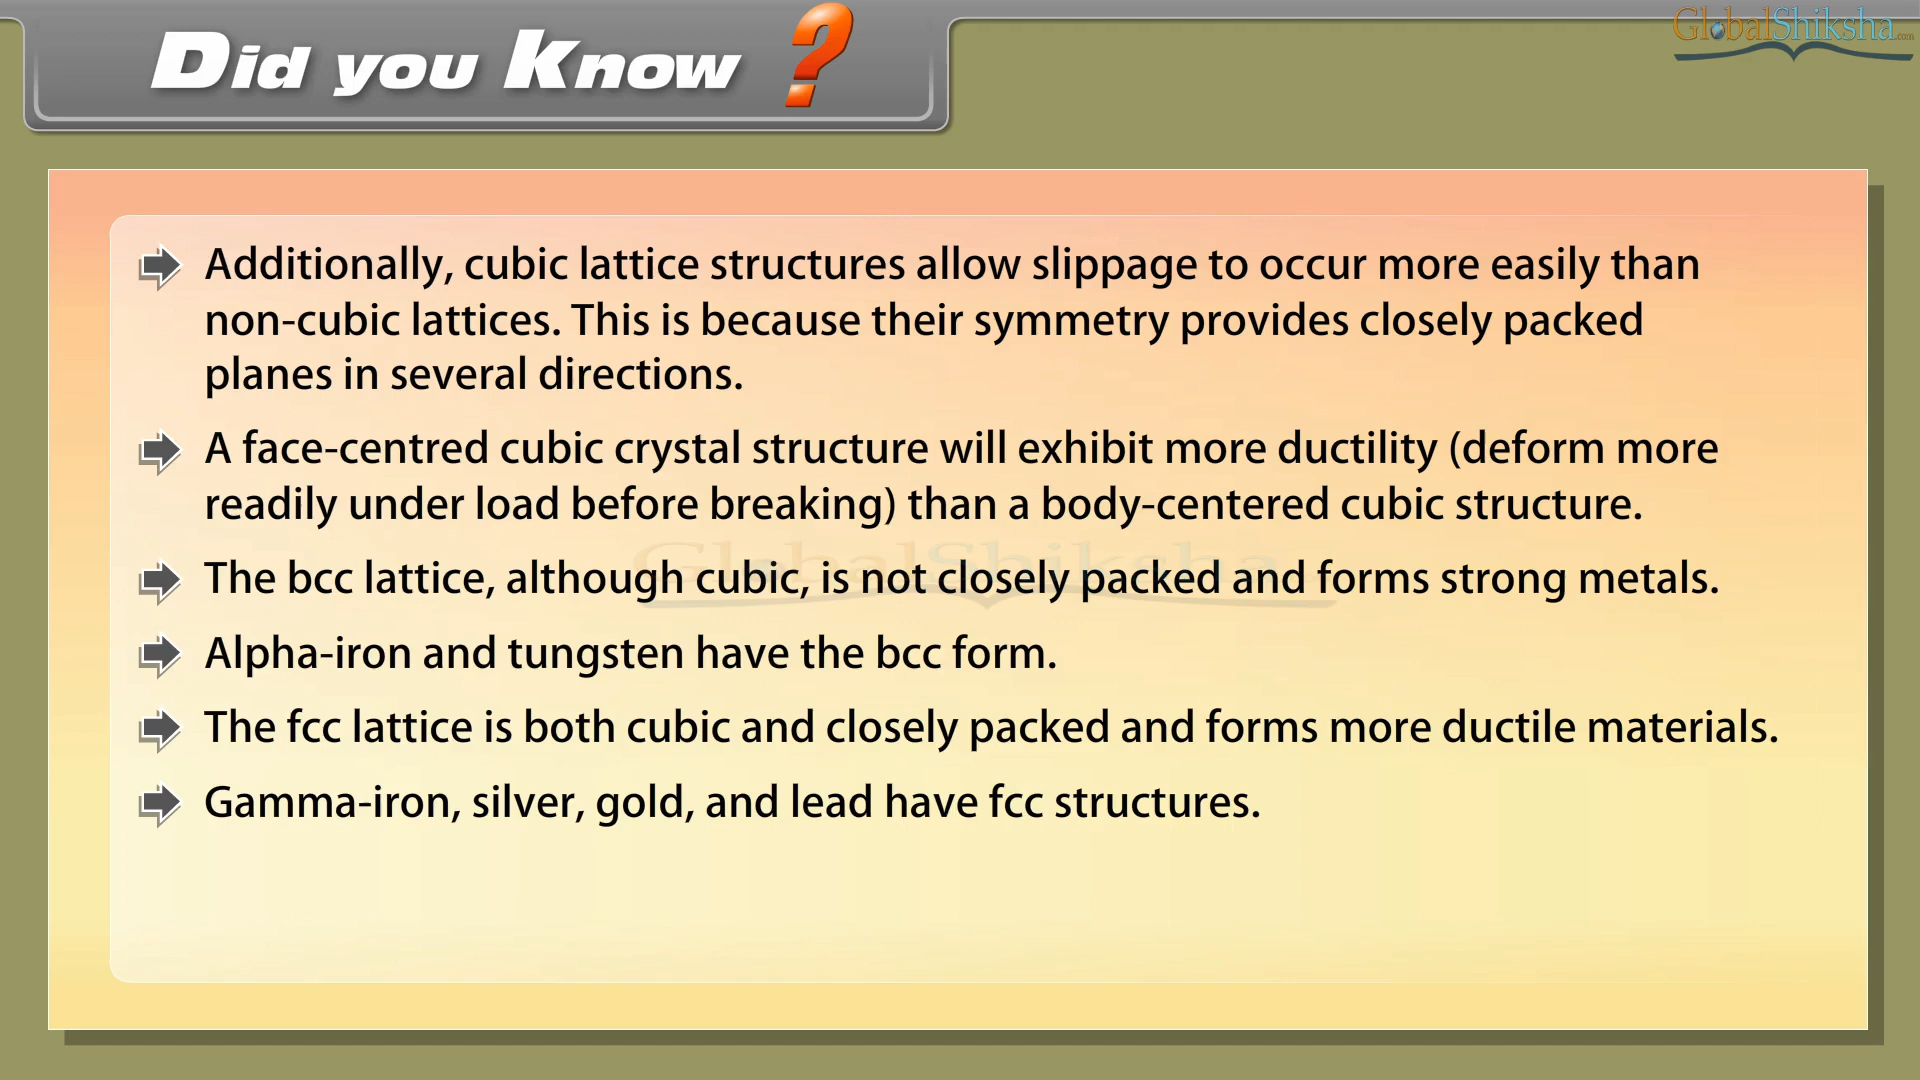 Did you Know ?
GlobalShiksha.com
Additionally, cubic lattice structures allow slippage to occur more easily than
non-cubic lattices. This is because their symmetry provides closely packed
planes in several directions.
A face-centred cubic crystal structure will exhibit more ductility (deform more
readily under load before breaking) than a body-centered cubic structure.
The bcc lattice, although cubic, is not closely packed and forms strong metals.
GlobalShiksha
Alpha-iron and tungsten have the bcc form.
The fcc lattice is both cubic and closely packed and forms more ductile materials.
Gamma-iron, silver, gold, and lead have fcc structures.